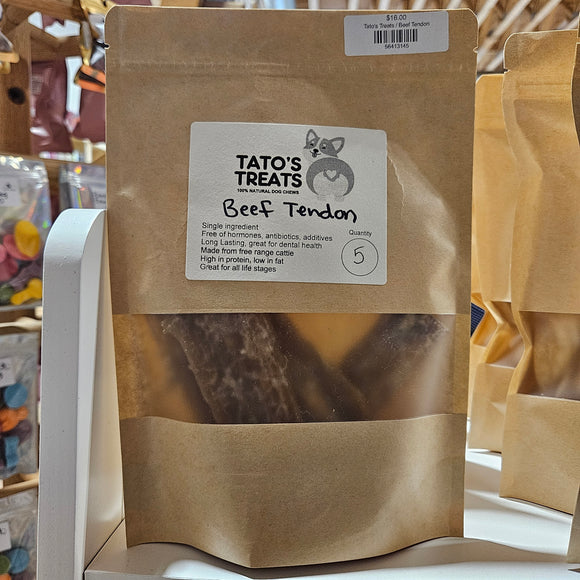 $16.00
Tato's Treats / Beef Tendon
56413145
TATO'S
TREATS
100% NATURAL DOG CHEWS
Beef Tendon
Single ingredient
Free of hormones, antibiotics, additives
Long Lasting, great for dental health
Made from free range cattle
High in protein, low in fat
Great for all life stages
Quantity
5